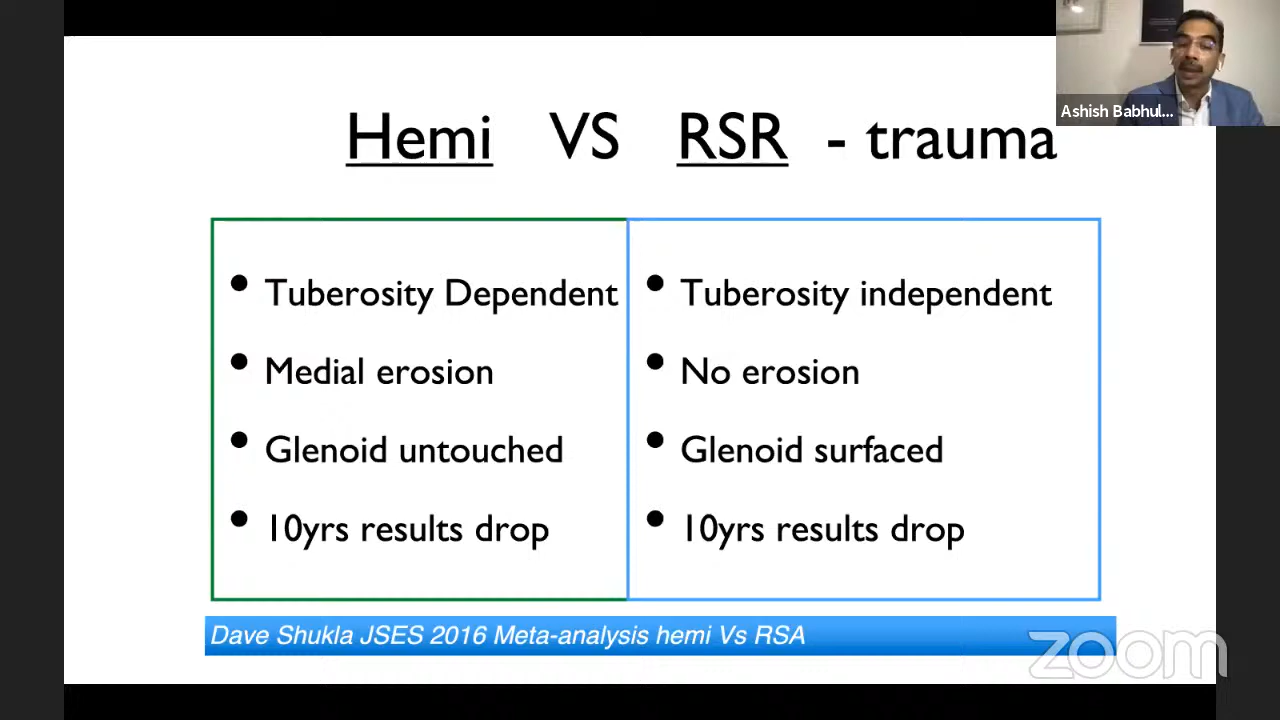 Ashish Babhul...
Hemi VS RSR - trauma
• Tuberosity Dependent
• Medial erosion
• Glenoid untouched
• 10yrs results drop
• Tuberosity independent
• No erosion
• Glenoid surfaced
• 10yrs results drop
Dave Shukla JSES 2016 Meta-analysis hemi Vs RSA
zoom